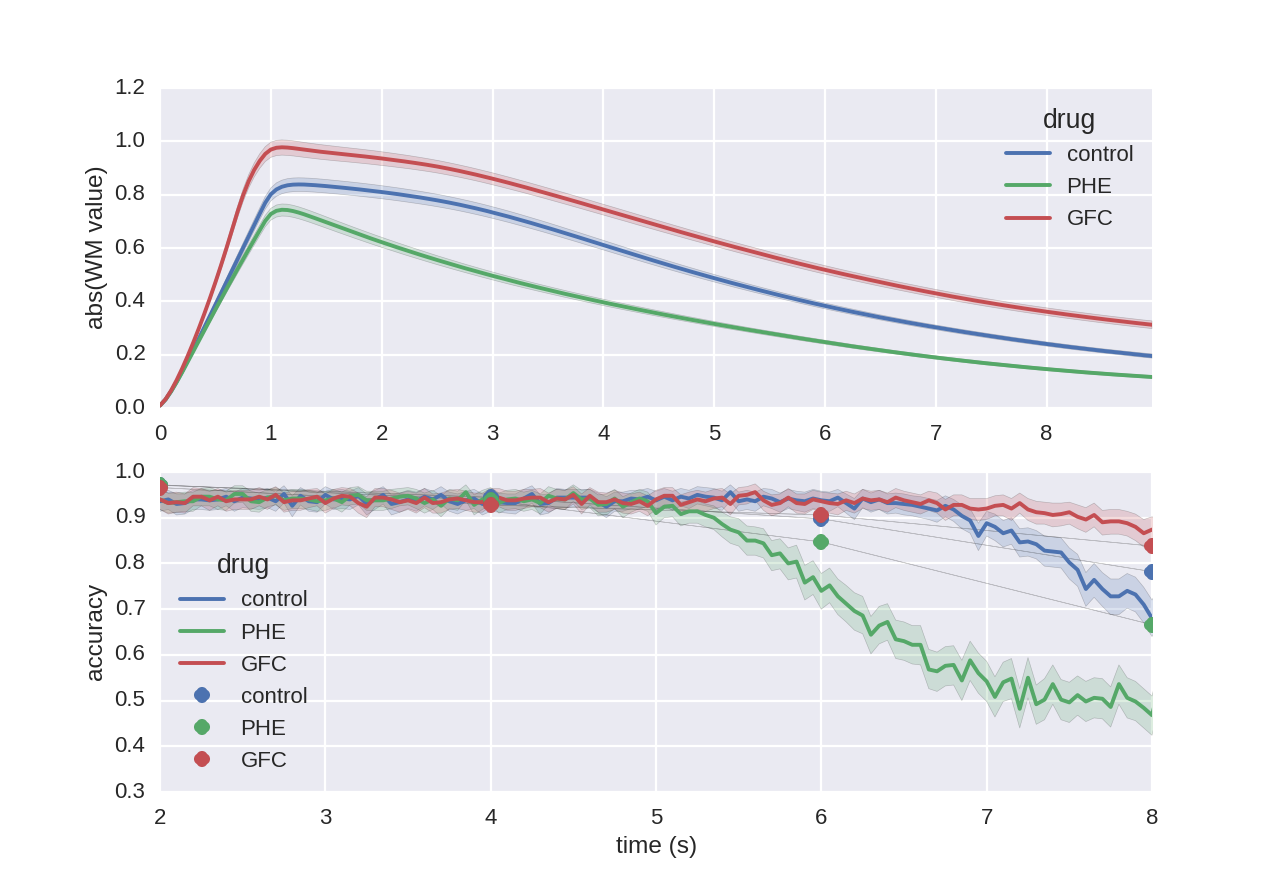 1.2
1.0
0.8
0.6
0.4
0.2
0.0
abs(WM value)
drug
control
PHE
GFC
0 1 2 3 4 5 6 7 8
1.0
0.9
0.8
0.7
0.6
0.5
0.4
0.3
accuracy
drug
control
PHE
GFC
control
PHE
GFC
2 3 4 5 6 7 8
time (s)